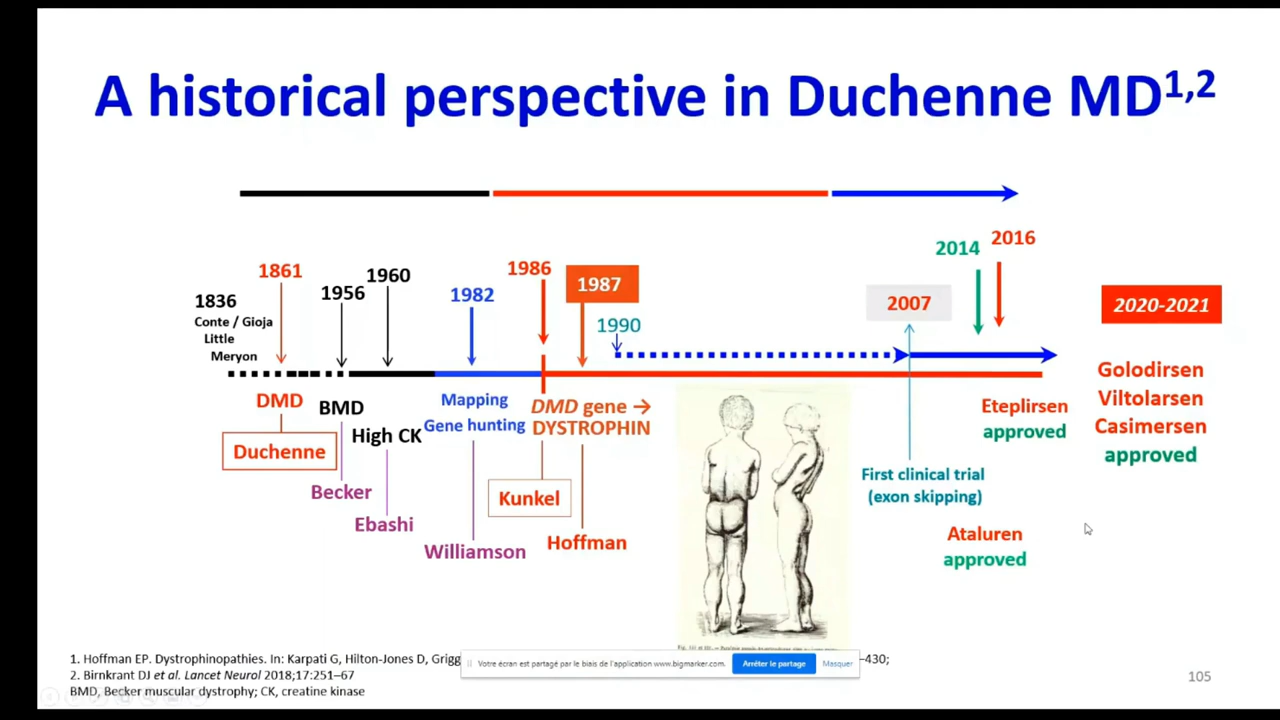 A historical perspective in Duchenne MD1,2
1836
Conte / Gioja
Little
Meryon
1861
1956
1960
1982
1986
1987
1990
2007
2014
2016
2020-2021
DMD
Duchenne
BMD
Becker
High CK
Ebashi
Mapping
Gene hunting
Williamson
DMD gene →
DYSTROPHIN
Kunkel
Hoffman
First clinical trial
(exon skipping)
Eteplirsen
approved
Ataluren
approved
Golodirsen
Viltolarsen
Casimersen
approved
1. Hoffman EP. Dystrophinopathies. In: Karpati G, Hilton-Jones D, Grigg –430;
Votre écran est partagé par le biais de l'application www.bigmarker.com.
Arrêter le partage
Masquer
2. Birnkrant DJ et al. Lancet Neurol 2018;17:251–67
BMD, Becker muscular dystrophy; CK, creatine kinase
105